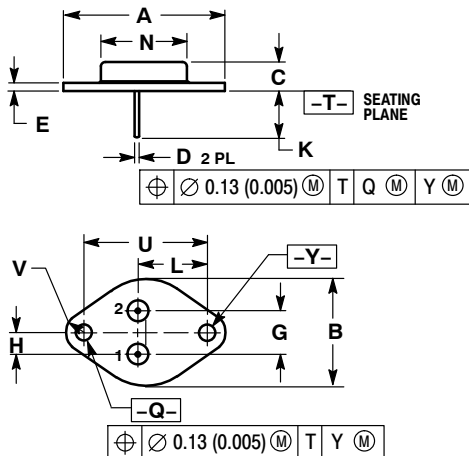 A
N
C
E
-T- SEATING
PLANE
K
D 2 PL
⌖ ∅ 0.13 (0.005) Ⓜ T Q Ⓜ Y Ⓜ
U
V
L
-Y-
2
H
G
B
1
-Q-
⌖ ∅ 0.13 (0.005) Ⓜ T Y Ⓜ